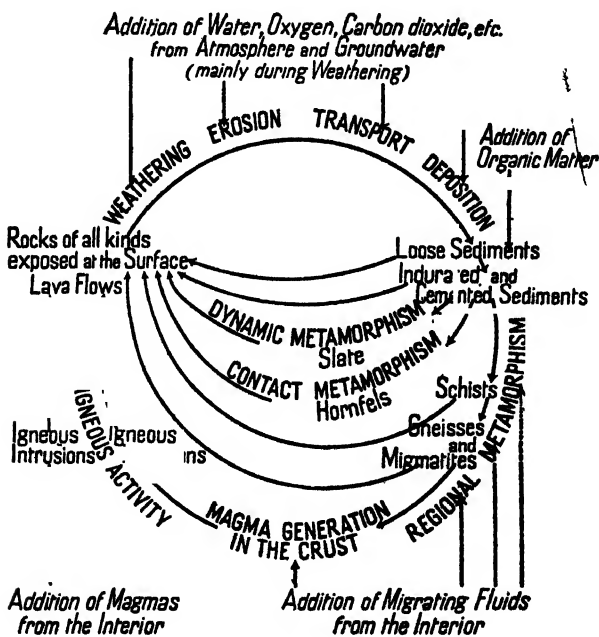 Addition of Water, Oxygen, Carbon dioxide, etc.
from Atmosphere and Groundwater
(mainly during Weathering)
WEATHERING EROSION TRANSPORT DEPOSITION
Addition of
Organic Matter
Rocks of all kinds
exposed at the Surface
Lava Flows
Loose Sediments
Indura ed and
Cemented Sediments
DYNAMIC METAMORPHISM
Slate
CONTACT METAMORPHISM
Hornfels
Schists
Gneisses
and
Migmatites
REGIONAL METAMORPHISM
Igneous Igneous
Intrusions ns
IGNEOUS ACTIVITY
MAGMA GENERATION
IN THE CRUST
Addition of Magmas
from the Interior
Addition of Migrating Fluids
from the Interior